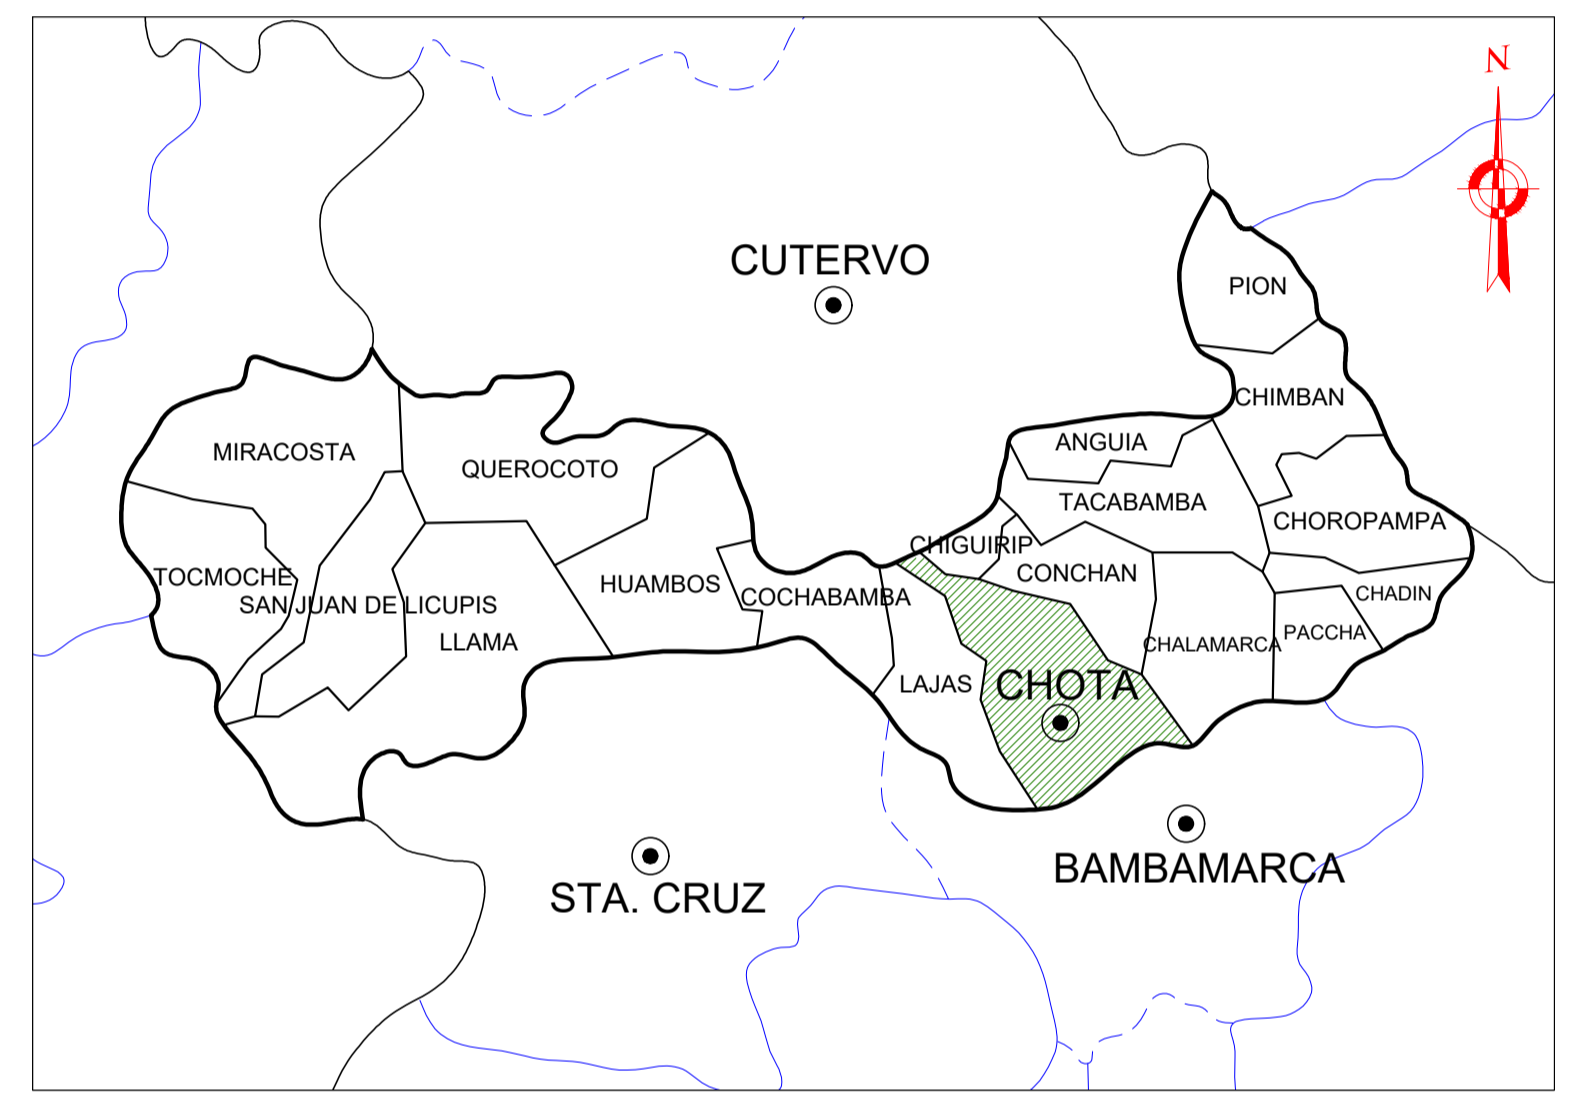 N
CUTERVO
PION
CHIMBAN
ANGUIA
MIRACOSTA
QUEROCOTO
TACABAMBA
CHOROPAMPA
CHIGUIRIP
CONCHAN
TOCMOCHE
HUAMBOS
COCHABAMBA
CHADIN
SAN JUAN DE LICUPIS
PACCHA
LLAMA
CHALAMARCA
LAJAS
CHOTA
BAMBAMARCA
STA. CRUZ